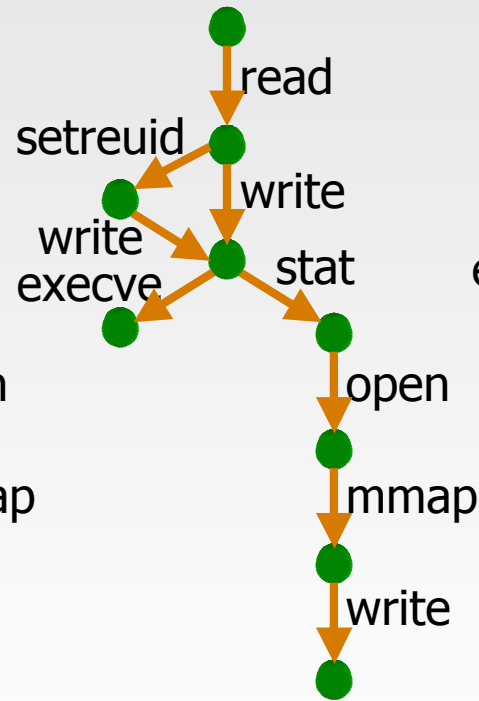 read
setreuid
write
write
execve
stat
open
mmap
write